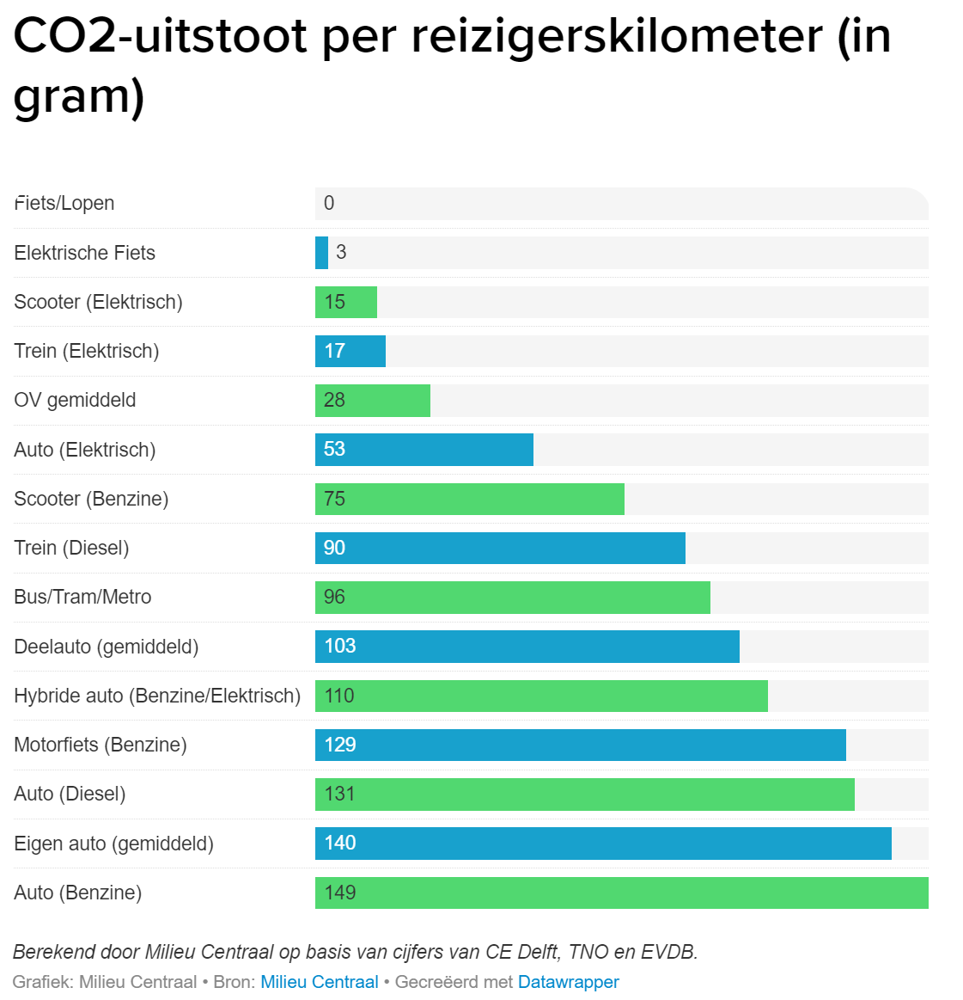 CO2-uitstoot per reizigerskilometer (in
gram)
Fiets/Lopen 0
Elektrische Fiets 3
Scooter (Elektrisch) 15
Trein (Elektrisch) 17
OV gemiddeld 28
Auto (Elektrisch) 53
Scooter (Benzine) 75
Trein (Diesel) 90
Bus/Tram/Metro 96
Deelauto (gemiddeld) 103
Hybride auto (Benzine/Elektrisch) 110
Motorfiets (Benzine) 129
Auto (Diesel) 131
Eigen auto (gemiddeld) 140
Auto (Benzine) 149
Berekend door Milieu Centraal op basis van cijfers van CE Delft, TNO en EVDB.
Grafiek: Milieu Centraal • Bron: Milieu Centraal • Gecreëerd met Datawrapper